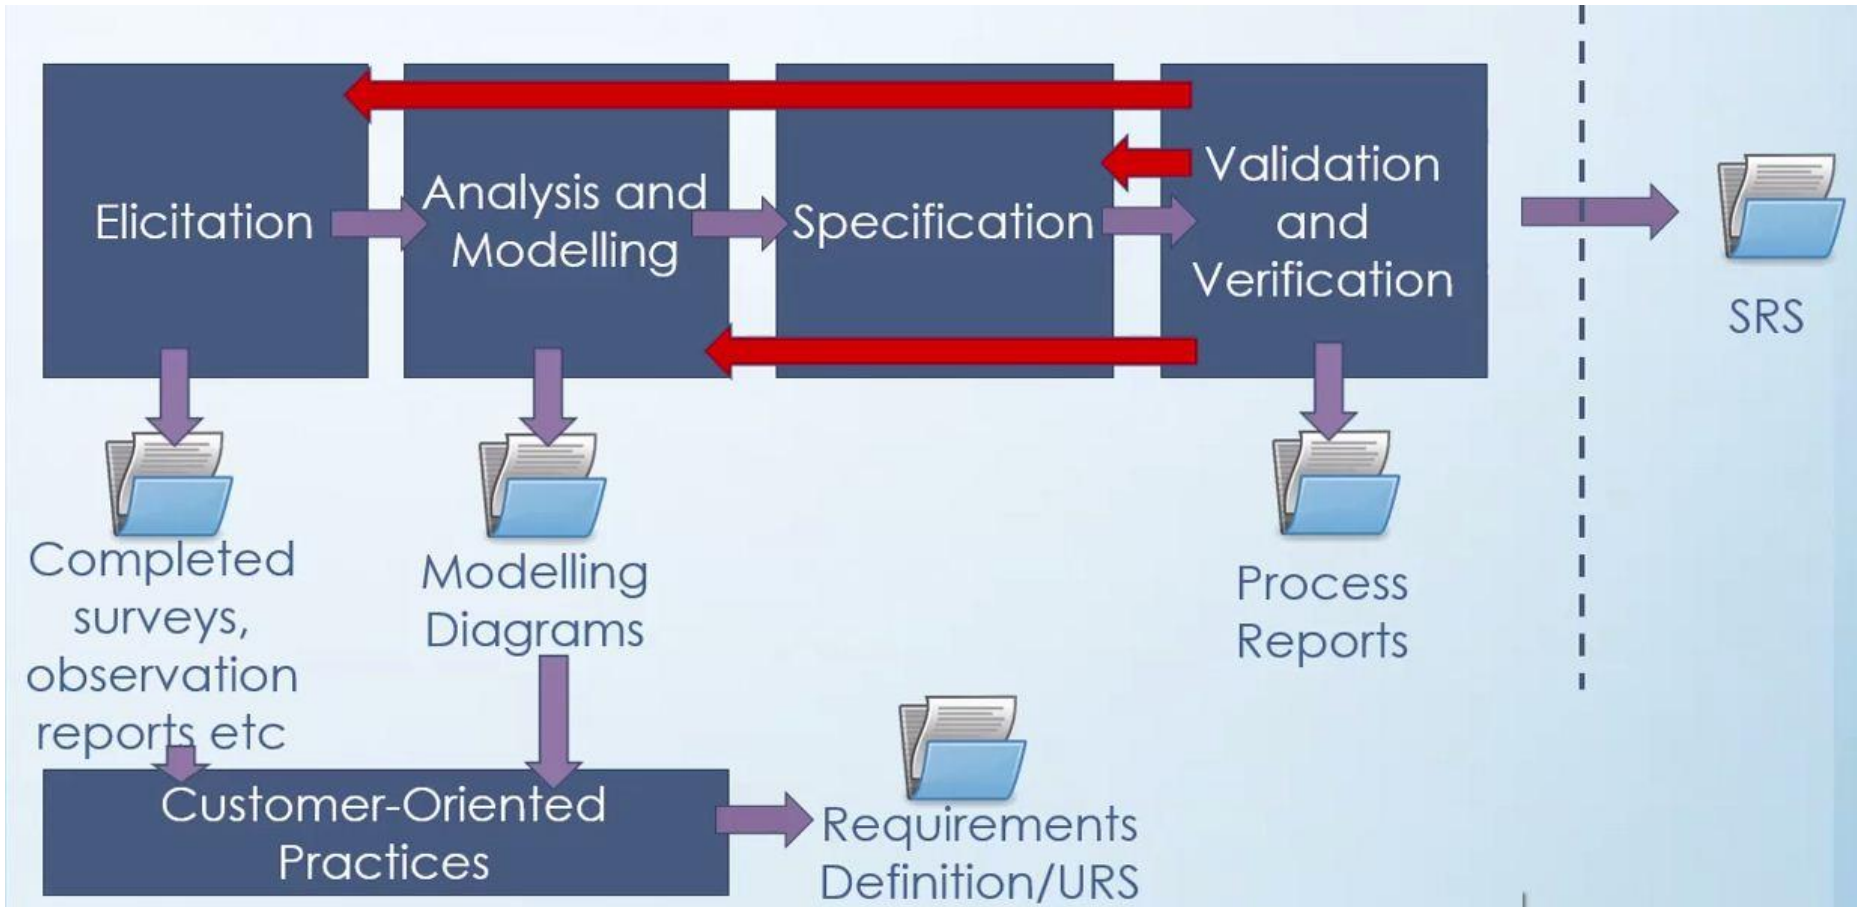 Elicitation
Analysis and
Modelling
Specification
Validation
and
Verification
SRS
Completed
surveys,
observation
reports etc
Modelling
Diagrams
Process
Reports
Customer-Oriented
Practices
Requirements
Definition/URS